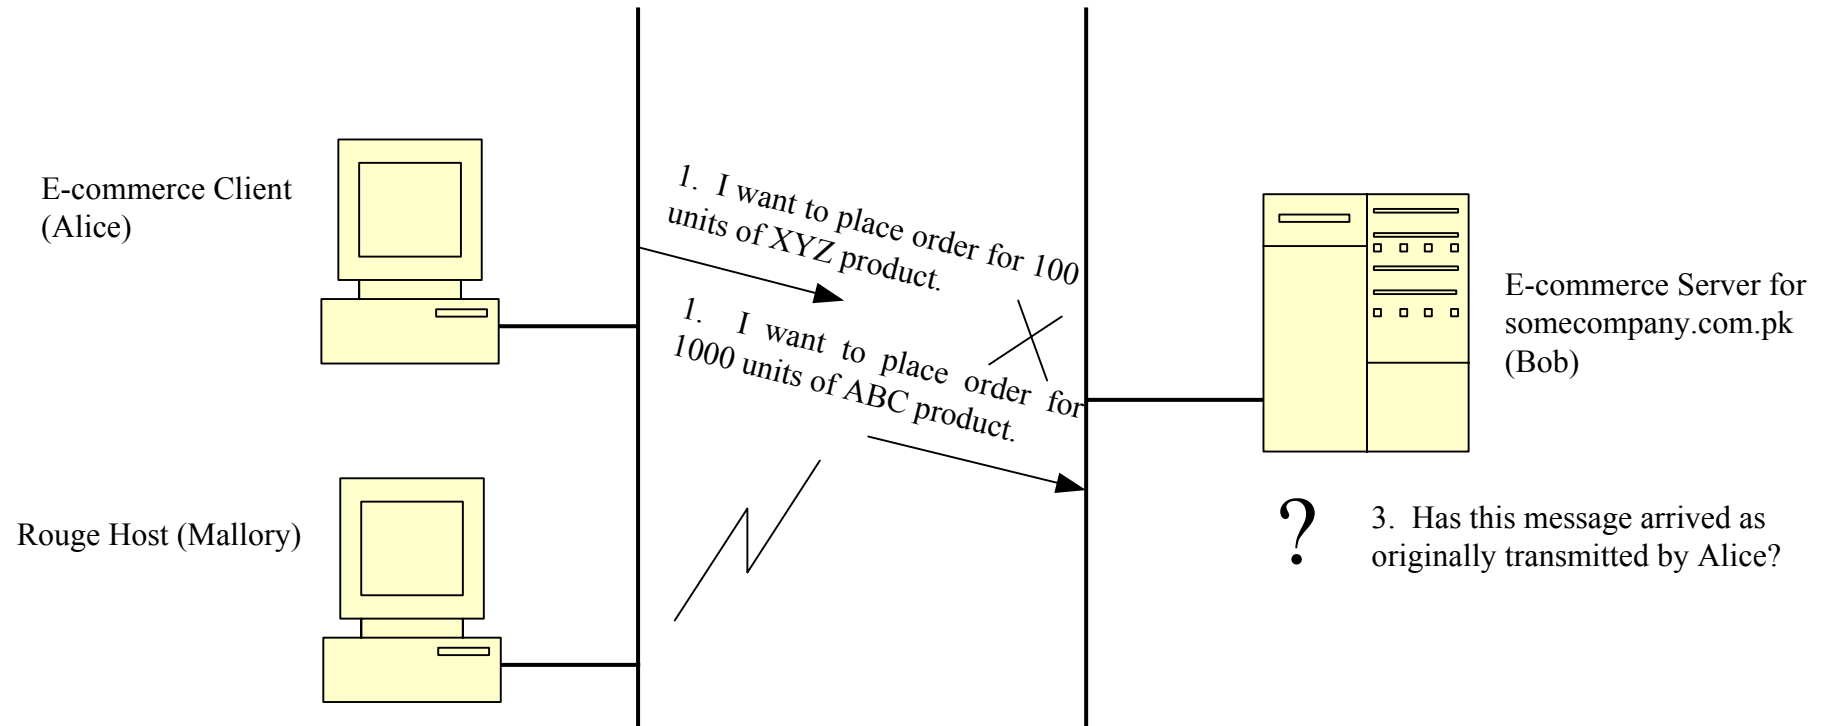 E-commerce Client
(Alice)
1. I want to place order for 100
units of XYZ product.
1. I want to place order for
1000 units of ABC product.
E-commerce Server for
somecompany.com.pk
(Bob)
Rouge Host (Mallory)
?
3. Has this message arrived as
originally transmitted by Alice?